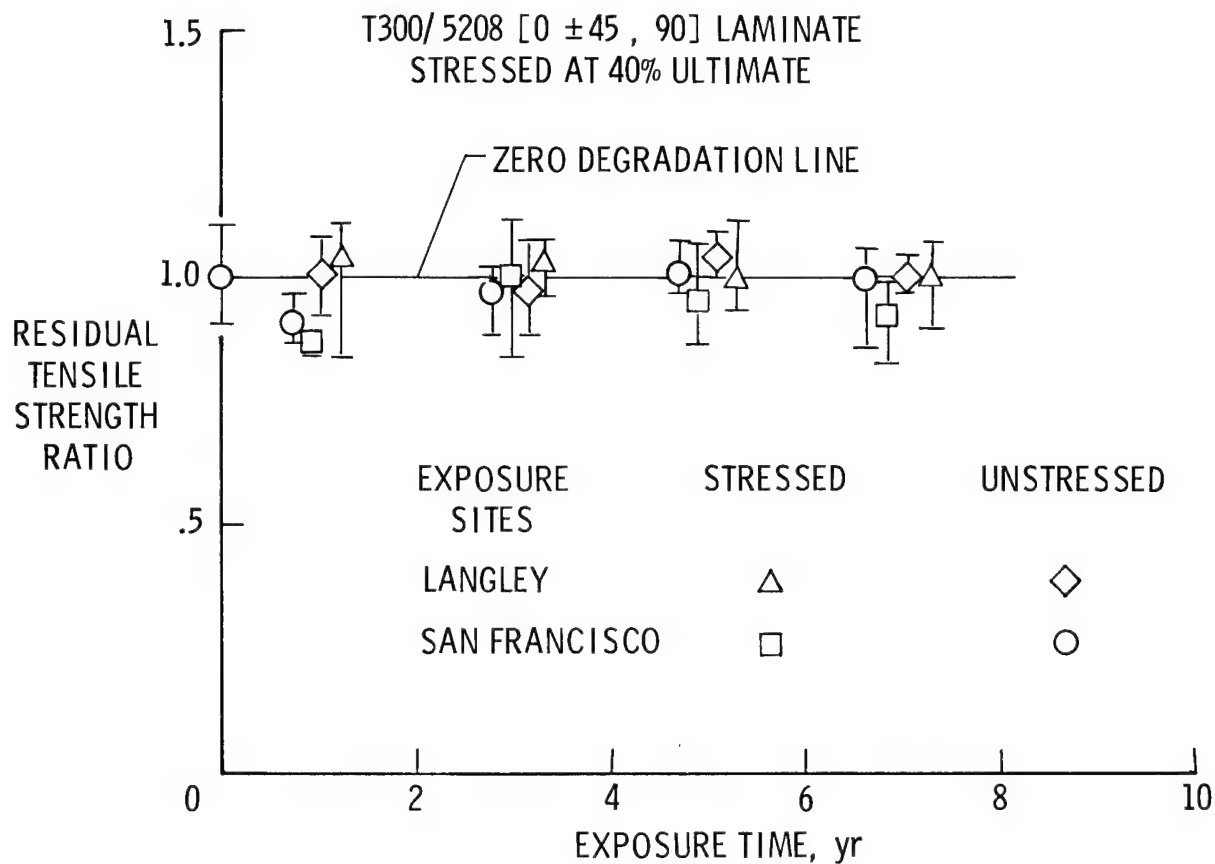 T300/5208 [0 ±45 , 90] LAMINATE
STRESSED AT 40% ULTIMATE
1.5
ZERO DEGRADATION LINE
1.0
RESIDUAL
TENSILE
STRENGTH
RATIO
.5
EXPOSURE
SITES
STRESSED
UNSTRESSED
LANGLEY
SAN FRANCISCO
0
2
4
6
8
10
EXPOSURE TIME, yr